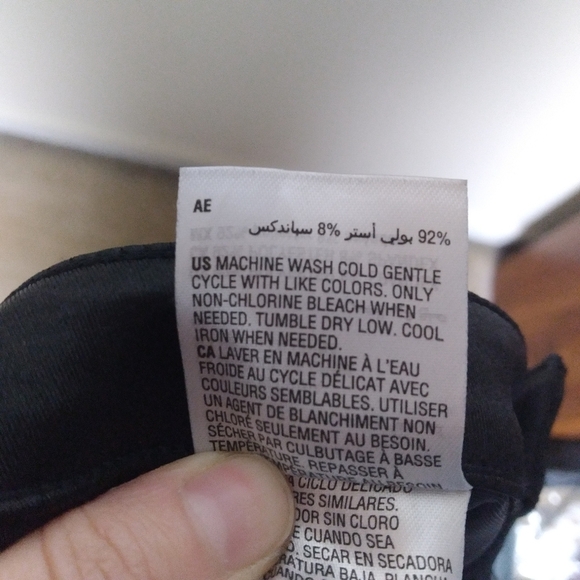 AE
92% بولي أستر 8% سباندكس
US MACHINE WASH COLD GENTLE
CYCLE WITH LIKE COLORS. ONLY
NON-CHLORINE BLEACH WHEN
NEEDED. TUMBLE DRY LOW. COOL
IRON WHEN NEEDED.
CA LAVER EN MACHINE À L'EAU
FROIDE AU CYCLE DÉLICAT AVEC
COULEURS SEMBLABLES. UTILISER
UN AGENT DE BLANCHIMENT NON
CHLORÉ SEULEMENT AU BESOIN.
SÉCHER PAR CULBUTAGE À BASSE
TEMPÉRATURE. REPASSER À
CICLO DELICADO
RES SIMILARES.
DOR SIN CLORO
E CUANDO SEA
O. SECAR EN SECADORA
RATURA BAJA.